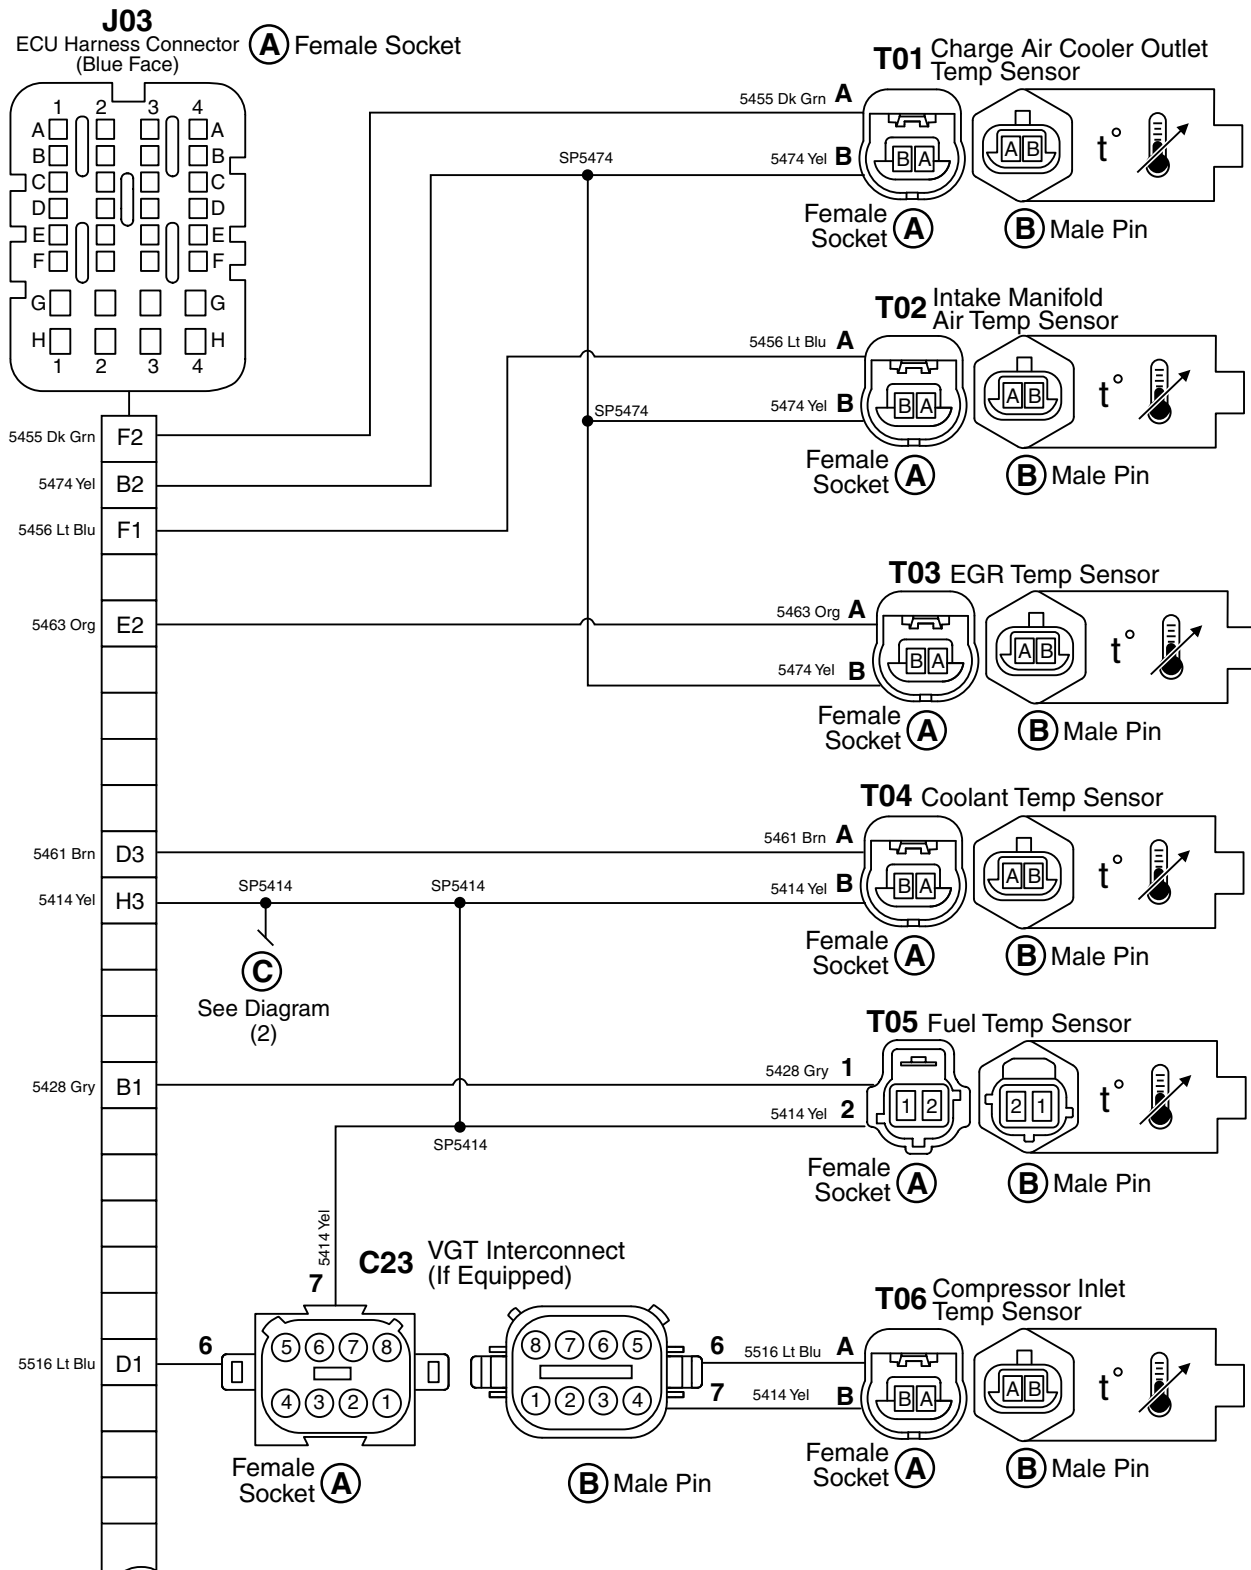 J03
ECU Harness Connector
(Blue Face)
A Female Socket
1 2 3 4
A A
B B
C C
D D
E E
F F
G G
H H
1 2 3 4
T01 Charge Air Cooler Outlet
Temp Sensor
5455 Dk Grn A
SP5474
5474 Yel B
B A
A B
t°
Female
Socket A
B Male Pin
T02 Intake Manifold
Air Temp Sensor
5456 Lt Blu A
SP5474
5474 Yel B
B A
A B
t°
Female
Socket A
B Male Pin
5455 Dk Grn F2
5474 Yel B2
5456 Lt Blu F1
T03 EGR Temp Sensor
5463 Org E2
5463 Org A
5474 Yel B
B A
A B
t°
Female
Socket A
B Male Pin
T04 Coolant Temp Sensor
5461 Brn D3
5461 Brn A
5414 Yel H3
SP5414
SP5414
5414 Yel B
B A
A B
t°
Female
Socket A
B Male Pin
C
See Diagram
(2)
T05 Fuel Temp Sensor
5428 Gry B1
5428 Gry 1
5414 Yel 2
SP5414
1 2
2 1
t°
Female
Socket A
B Male Pin
5414 Yel
7
C23 VGT Interconnect
(If Equipped)
T06 Compressor Inlet
Temp Sensor
5516 Lt Blu D1
6
5 6 7 8
4 3 2 1
8 7 6 5
1 2 3 4
6 5516 Lt Blu A
7 5414 Yel B
B A
A B
t°
Female
Socket A
B Male Pin
Female
Socket A
B Male Pin